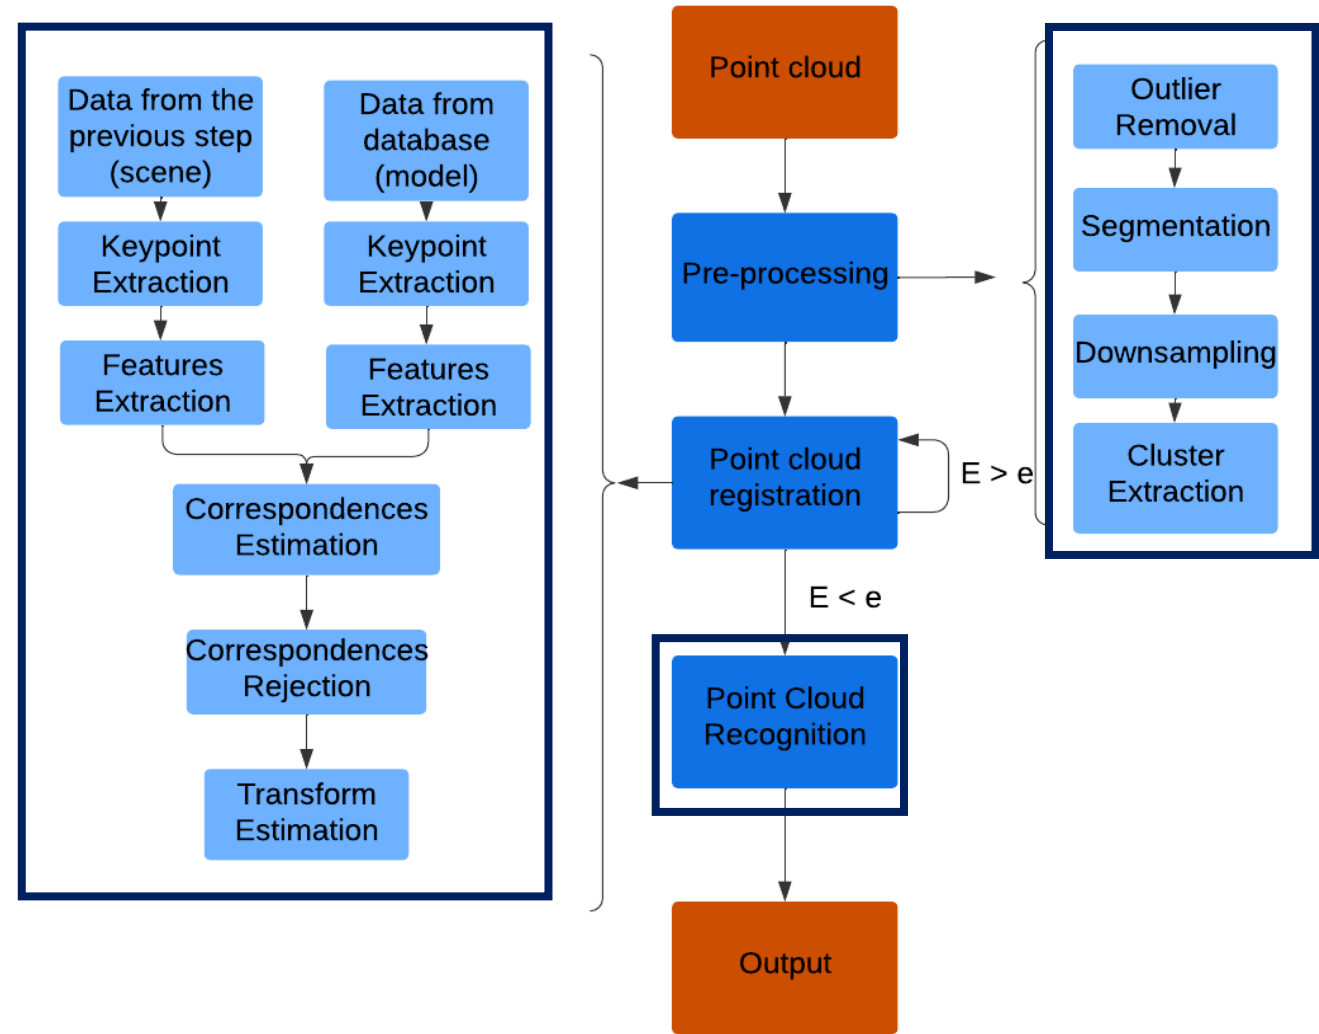 Data from the
previous step
(scene)
Keypoint
Extraction
Features
Extraction
Data from
database
(model)
Keypoint
Extraction
Features
Extraction
Correspondences
Estimation
Correspondences
Rejection
Transform
Estimation
Point cloud
Pre-processing
Point cloud
registration
E > e
E < e
Point Cloud
Recognition
Output
Outlier
Removal
Segmentation
Downsampling
Cluster
Extraction